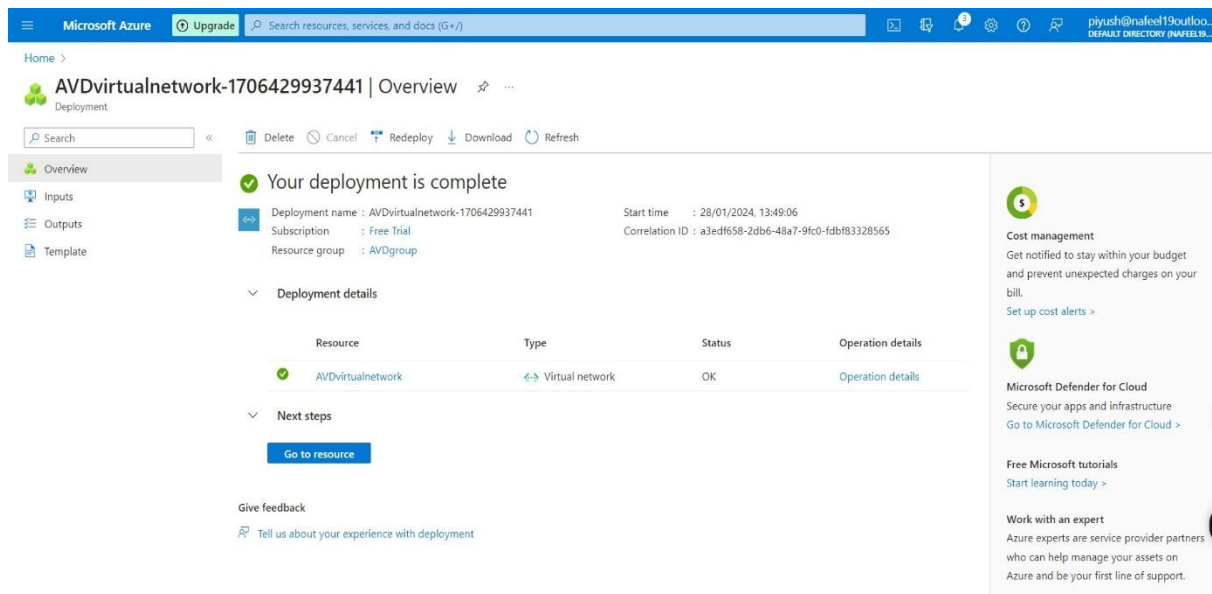 Microsoft Azure
Upgrade
Search resources, services, and docs (G+/)
3
piyush@nafeel19outloo...
DEFAULT DIRECTORY (NAFEEL19...
Home >
AVDvirtualnetwork-1706429937441 | Overview
Deployment
Search
Delete Cancel Redeploy Download Refresh
Overview
Inputs
Outputs
Template
Your deployment is complete
Deployment name : AVDvirtualnetwork-1706429937441
Subscription : Free Trial
Resource group : AVDgroup
Start time : 28/01/2024, 13:49:06
Correlation ID : a3edf658-2db6-48a7-9fc0-fdbf83328565
Deployment details
Resource Type Status Operation details
AVDvirtualnetwork Virtual network OK Operation details
Next steps
Go to resource
Give feedback
Tell us about your experience with deployment
Cost management
Get notified to stay within your budget
and prevent unexpected charges on your
bill.
Set up cost alerts >
Microsoft Defender for Cloud
Secure your apps and infrastructure
Go to Microsoft Defender for Cloud >
Free Microsoft tutorials
Start learning today >
Work with an expert
Azure experts are service provider partners
who can help manage your assets on
Azure and be your first line of support.